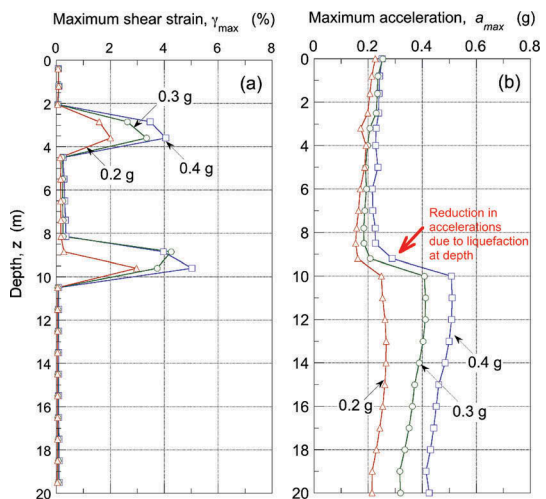 Maximum shear strain, γmax (%)
0 2 4 6 8
Maximum acceleration, amax (g)
0.0 0.2 0.4 0.6 0.8
Depth, z (m)
0
2
4
6
8
10
12
14
16
18
20
(a)
0.3 g
0.4 g
0.2 g
0
2
4
6
8
10
12
14
16
18
20
(b)
Reduction in
accelerations
due to liquefaction
at depth
0.4 g
0.2 g
0.3 g